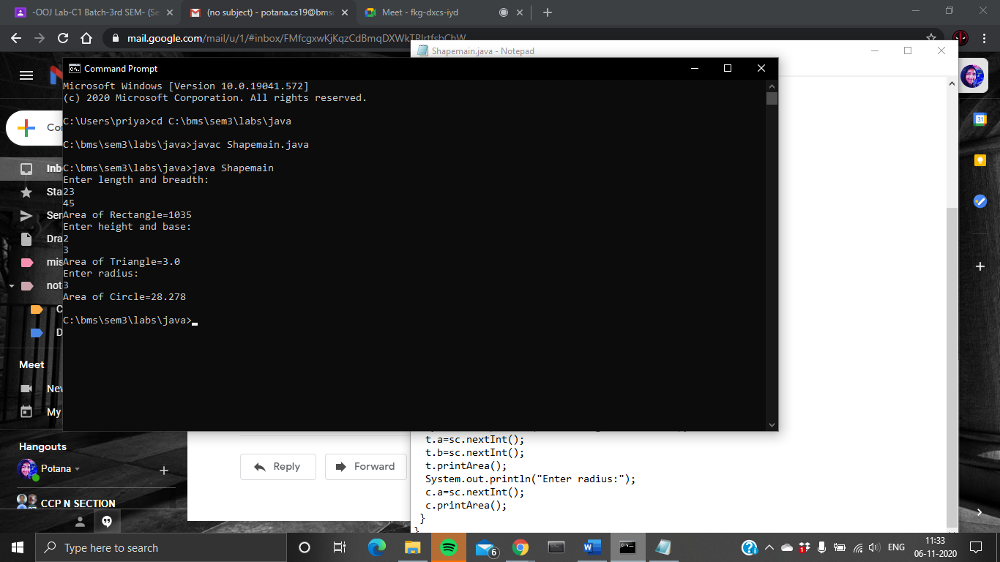 -OOJ Lab-C1 Batch-3rd SEM- (Se
(no subject) - potana.cs19@bmsc
Meet - fkg-dxcs-iyd
mail.google.com/mail/u/1/#inbox/FMfcgxwKjKqzCdBmqDXWkTRlrtfsbChW
Shapemain.java - Notepad
Command Prompt
Microsoft Windows [Version 10.0.19041.572]
(c) 2020 Microsoft Corporation. All rights reserved.
C:\Users\priya>cd C:\bms\sem3\labs\java
C:\bms\sem3\labs\java>javac Shapemain.java
C:\bms\sem3\labs\java>java Shapemain
Enter length and breadth:
23
45
Area of Rectangle=1035
Enter height and base:
2
3
Area of Triangle=3.0
Enter radius:
3
Area of Circle=28.278
C:\bms\sem3\labs\java>
Co
Inb
Sta
Ser
Dra
mis
not
C
D
Meet
New
My
Hangouts
Potana
CCP N SECTION
Reply
Forward
t.a=sc.nextInt();
t.b=sc.nextInt();
t.printArea();
System.out.println("Enter radius:");
c.a=sc.nextInt();
c.printArea();
}
}
31
Type here to search
6
1
ENG
11:33
06-11-2020